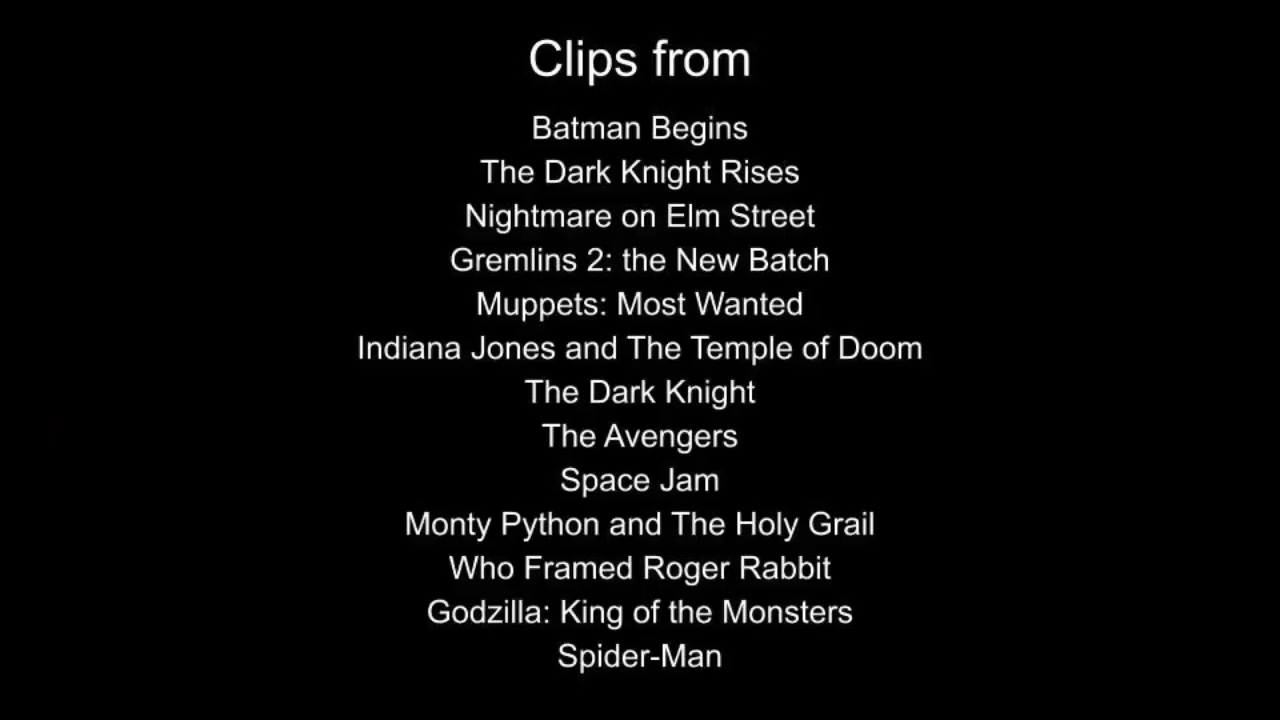 Clips from
Batman Begins
The Dark Knight Rises
Nightmare on Elm Street
Gremlins 2: the New Batch
Muppets: Most Wanted
Indiana Jones and The Temple of Doom
The Dark Knight
The Avengers
Space Jam
Monty Python and The Holy Grail
Who Framed Roger Rabbit
Godzilla: King of the Monsters
Spider-Man